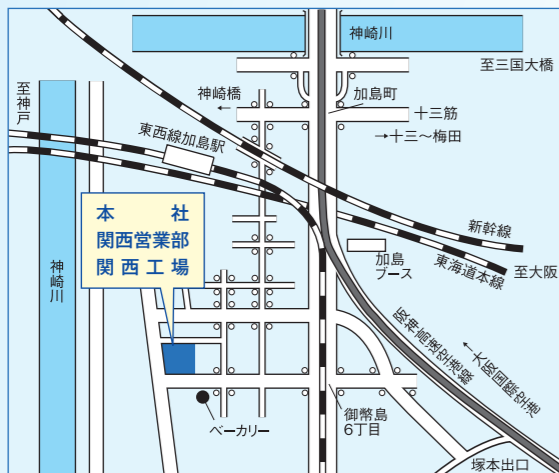 神崎川
至三国大橋
至神戸
神崎橋
←
加島町
十三筋
→十三～梅田
東西線加島駅
本社
関西営業部
関西工場
新幹線
東海道本線
至大阪
加島
ブース
神崎川
阪神高速空港線
←大阪国際空港
ベーカリー
御幣島
6丁目
塚本出口